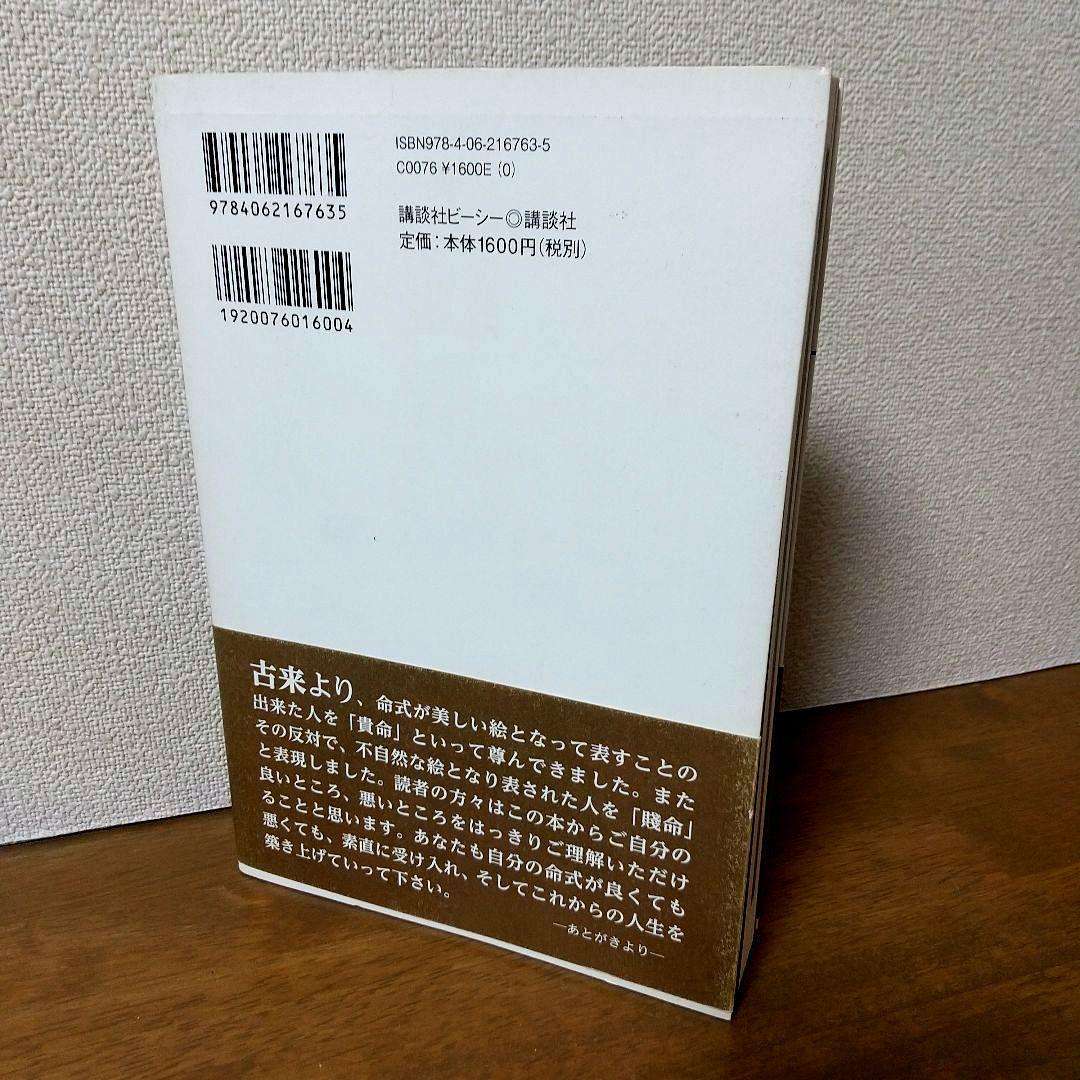 ISBN978-4-06-216763-5
C0076 ¥1600E (0)
9784062167635
講談社ビーシー◎講談社
定価：本体1600円（税別）
1920076016004
古来より、命式が美しい絵となって表すことの
出来た人を「貴命」といって尊んできました。また
その反対で、不自然な絵となり表された人を「賤命」
と表現しました。読者の方々はこの本からご自分の
良いところ、悪いところをはっきりご理解いただけ
ることと思います。あなたも自分の命式が良くても
悪くても、素直に受け入れ、そしてこれからの人生を
築き上げていって下さい。
―あとがきより―